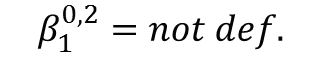 β₁^{0,2} = not def.